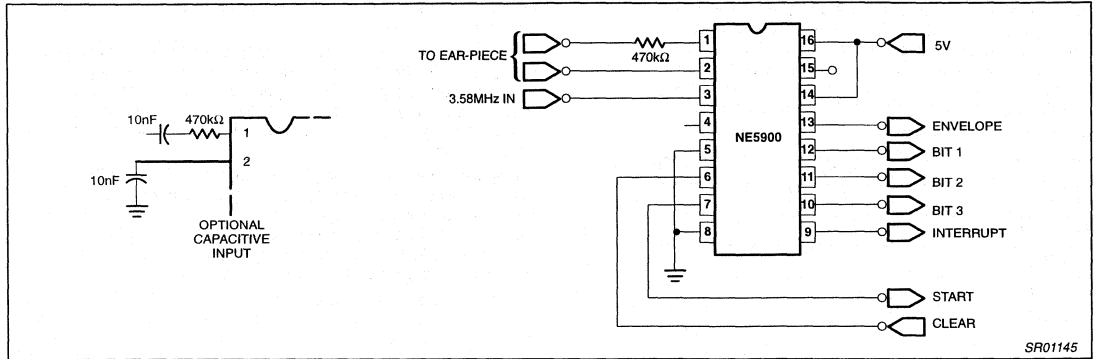 TO EAR-PIECE
470kΩ
3.58MHz IN
1
2
3
4
5
6
7
8
NE5900
16
15
14
13
12
11
10
9
5V
ENVELOPE
BIT 1
BIT 2
BIT 3
INTERRUPT
START
CLEAR
10nF
470kΩ
1
2
10nF
OPTIONAL
CAPACITIVE
INPUT
SR01145